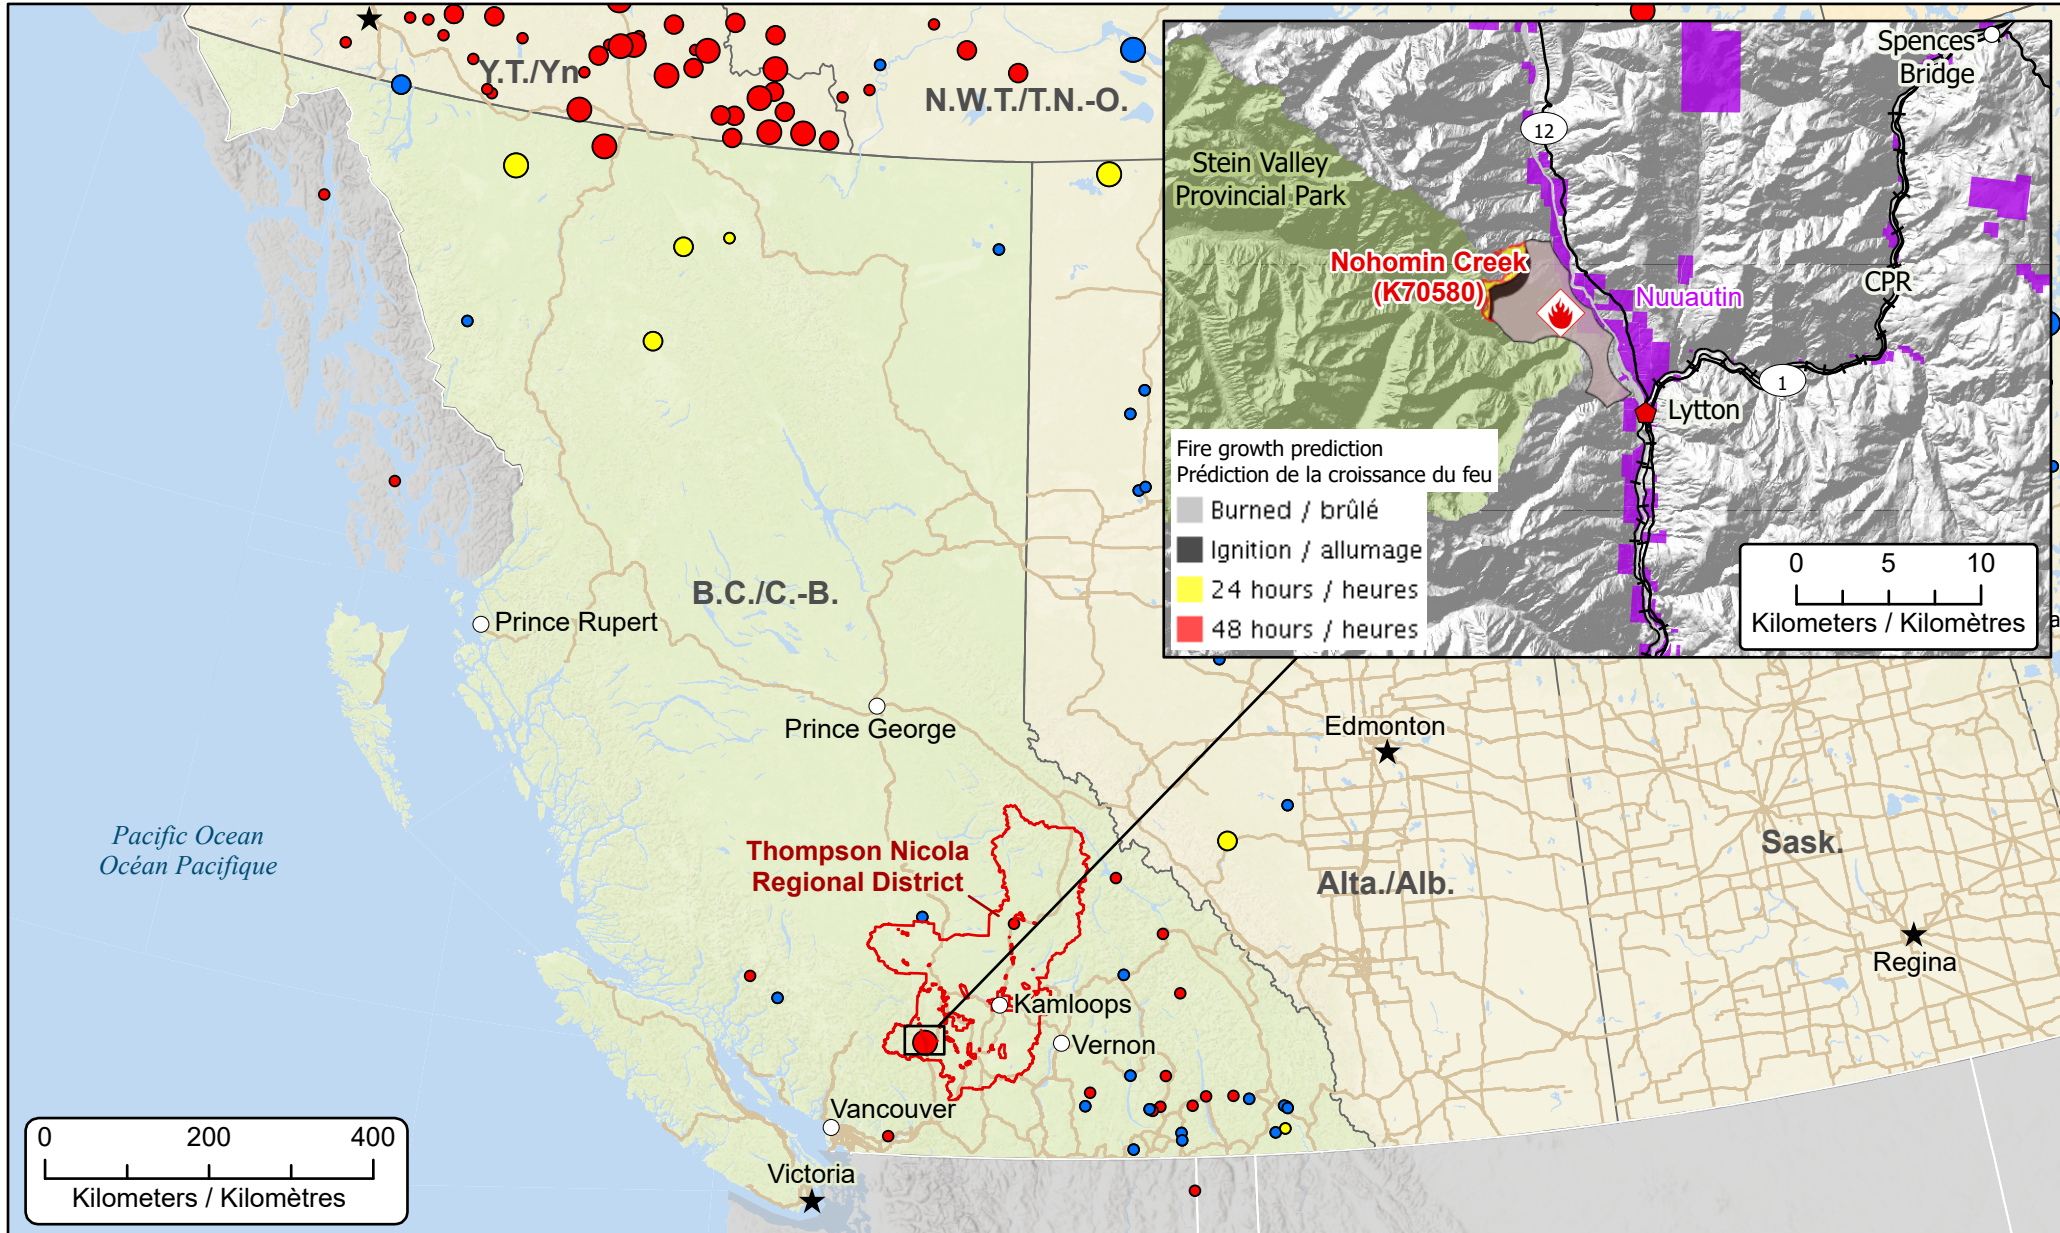 Y.T./Yn
N.W.T./T.N.-O.
Spences
Bridge
12
Stein Valley
Provincial Park
Nohomin Creek
(K70580)
Nuuautin
CPR
1
Lytton
Fire growth prediction
Prédiction de la croissance du feu
Burned / brûlé
Ignition / allumage
24 hours / heures
48 hours / heures
0 5 10
Kilometers / Kilomètres
a
B.C./C.-B.
Prince Rupert
Prince George
Edmonton
Pacific Ocean
Océan Pacifique
Thompson Nicola
Regional District
Sask.
Alta./Alb.
Regina
Kamloops
Vernon
Vancouver
Victoria
0 200 400
Kilometers / Kilomètres